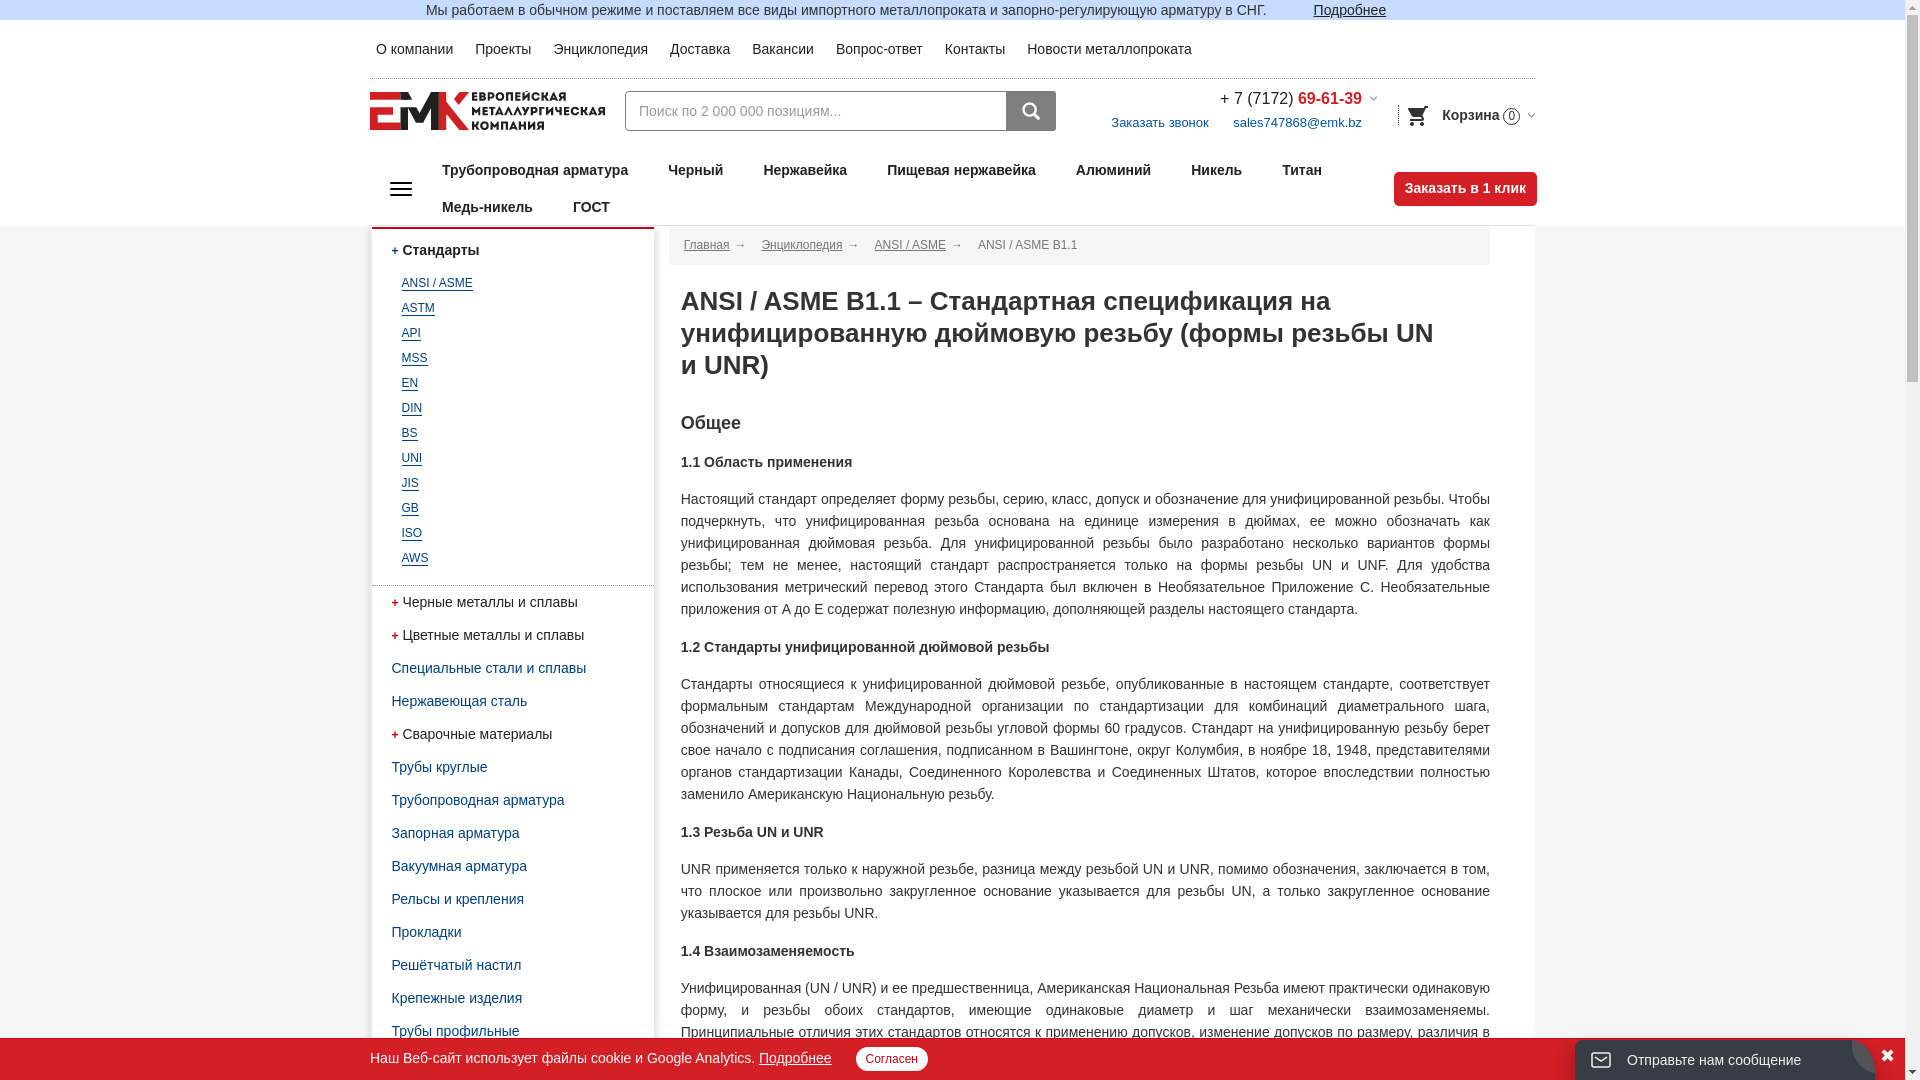 Мы работаем в обычном режиме и поставляем все виды импортного металлопроката и запорно-регулирующую арматуру в СНГ. Подробнее
О компании Проекты Энциклопедия Доставка Вакансии Вопрос-ответ Контакты Новости металлопроката
ЕМК ЕВРОПЕЙСКАЯ
МЕТАЛЛУРГИЧЕСКАЯ
КОМПАНИЯ
Поиск по 2 000 000 позициям...
+ 7 (7172) 69-61-39
Заказать звонок sales747868@emk.bz
Корзина 0
Трубопроводная арматура Черный Нержавейка Пищевая нержавейка Алюминий Никель Титан
Медь-никель ГОСТ
Заказать в 1 клик
+ Стандарты
ANSI / ASME
ASTM
API
MSS
EN
DIN
BS
UNI
JIS
GB
ISO
AWS
+ Черные металлы и сплавы
+ Цветные металлы и сплавы
Специальные стали и сплавы
Нержавеющая сталь
+ Сварочные материалы
Трубы круглые
Трубопроводная арматура
Запорная арматура
Вакуумная арматура
Рельсы и крепления
Прокладки
Решётчатый настил
Крепежные изделия
Трубы профильные
Главная → Энциклопедия → ANSI / ASME → ANSI / ASME B1.1
ANSI / ASME B1.1 – Стандартная спецификация на
унифицированную дюймовую резьбу (формы резьбы UN
и UNR)
Общее
1.1 Область применения
Настоящий стандарт определяет форму резьбы, серию, класс, допуск и обозначение для унифицированной резьбы. Чтобы
подчеркнуть, что унифицированная резьба основана на единице измерения в дюймах, ее можно обозначать как
унифицированная дюймовая резьба. Для унифицированной резьбы было разработано несколько вариантов формы
резьбы; тем не менее, настоящий стандарт распространяется только на формы резьбы UN и UNF. Для удобства
использования метрический перевод этого Стандарта был включен в Необязательное Приложение С. Необязательные
приложения от А до Е содержат полезную информацию, дополняющей разделы настоящего стандарта.
1.2 Стандарты унифицированной дюймовой резьбы
Стандарты относящиеся к унифицированной дюймовой резьбе, опубликованные в настоящем стандарте, соответствует
формальным стандартам Международной организации по стандартизации для комбинаций диаметрального шага,
обозначений и допусков для дюймовой резьбы угловой формы 60 градусов. Стандарт на унифицированную резьбу берет
свое начало с подписания соглашения, подписанном в Вашингтоне, округ Колумбия, в ноябре 18, 1948, представителями
органов стандартизации Канады, Соединенного Королевства и Соединенных Штатов, которое впоследствии полностью
заменило Американскую Национальную резьбу.
1.3 Резьба UN и UNR
UNR применяется только к наружной резьбе, разница между резьбой UN и UNR, помимо обозначения, заключается в том,
что плоское или произвольно закругленное основание указывается для резьбы UN, а только закругленное основание
указывается для резьбы UNR.
1.4 Взаимозаменяемость
Унифицированная (UN / UNR) и ее предшественница, Американская Национальная Резьба имеют практически одинаковую
форму, и резьбы обоих стандартов, имеющие одинаковые диаметр и шаг механически взаимозаменяемы.
Принципиальные отличия этих стандартов относятся к применению допусков, изменение допусков по размеру, различия в
Наш Веб-сайт использует файлы cookie и Google Analytics. Подробнее Согласен
Отправьте нам сообщение